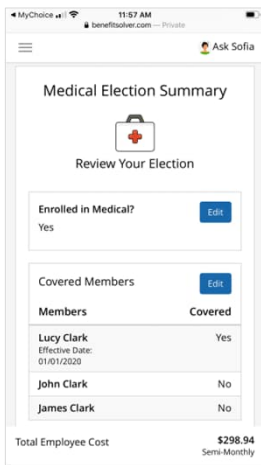 MyChoice 11:57 AM
benefitsolver.com — Private
Ask Sofia
Medical Election Summary
Review Your Election
Enrolled in Medical? Edit
Yes
Covered Members Edit
Members Covered
Lucy Clark Yes
Effective Date:
01/01/2020
John Clark No
James Clark No
Total Employee Cost $298.94
Semi-Monthly